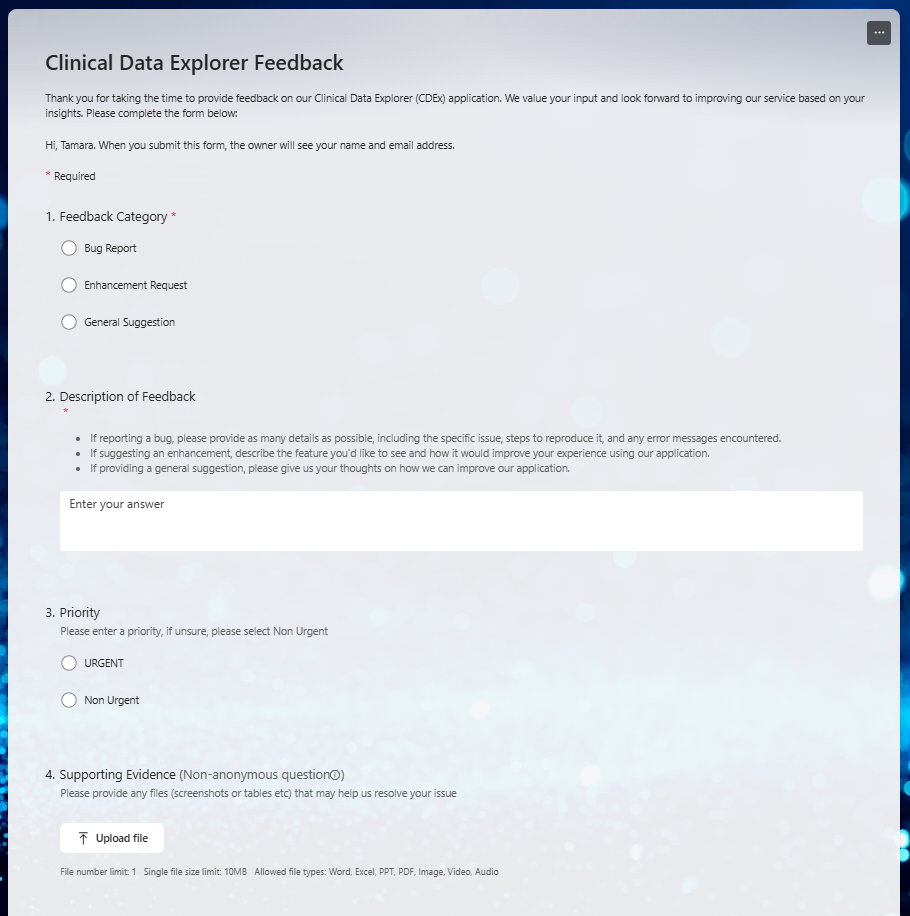 ...
Clinical Data Explorer Feedback
Thank you for taking the time to provide feedback on our Clinical Data Explorer (CDEx) application. We value your input and look forward to improving our service based on your
insights. Please complete the form below:
Hi, Tamara. When you submit this form, the owner will see your name and email address.
* Required
1. Feedback Category *
Bug Report
Enhancement Request
General Suggestion
2. Description of Feedback
*
• If reporting a bug, please provide as many details as possible, including the specific issue, steps to reproduce it, and any error messages encountered.
• If suggesting an enhancement, describe the feature you'd like to see and how it would improve your experience using our application.
• If providing a general suggestion, please give us your thoughts on how we can improve our application.
Enter your answer
3. Priority
Please enter a priority, if unsure, please select Non Urgent
URGENT
Non Urgent
4. Supporting Evidence (Non-anonymous question)
Please provide any files (screenshots or tables etc) that may help us resolve your issue
Upload file
File number limit: 1 Single file size limit: 10MB Allowed file types: Word, Excel, PPT, PDF, Image, Video, Audio